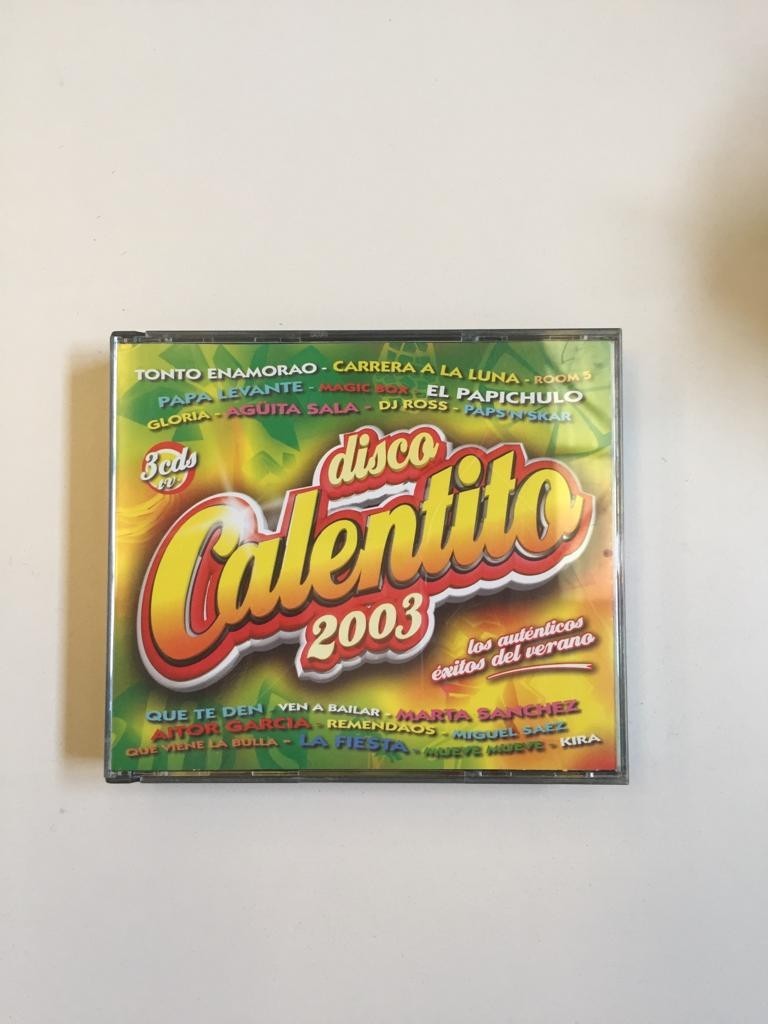 TONTO ENAMORAO - CARRERA A LA LUNA - ROOM 5
PAPA LEVANTE - MAGIC BOX - EL PAPICHULO
GLORIA - AGÜITA SALA - DJ ROSS - PAPS N'SKAR
3cds
disco
Calentito
2003
los auténticos
éxitos del verano
QUE TE DEN - VEN A BAILAR - MARTA SANCHEZ
AITOR GARCIA - REMENDAOS - MIGUEL SAEZ
QUE VIENE LA BULLA - LA FIESTA - MUEVE MUEVE - KIRA